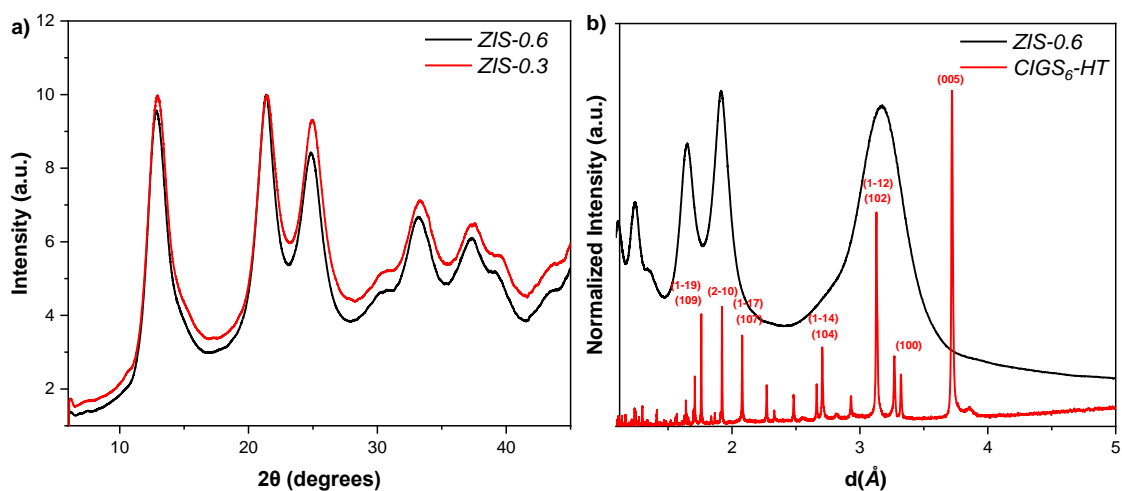 a)
ZIS-0.6
ZIS-0.3
10
8
6
4
2
Intensity (a.u.)
10
20
30
40
2θ (degrees)
b)
ZIS-0.6
CIGS₆-HT
(005)
(1-12)
(102)
(1-19)
(109)
(2-10)
(1-17)
(107)
(1-14)
(104)
(100)
Normalized Intensity (a.u.)
2
3
4
5
d(Å)